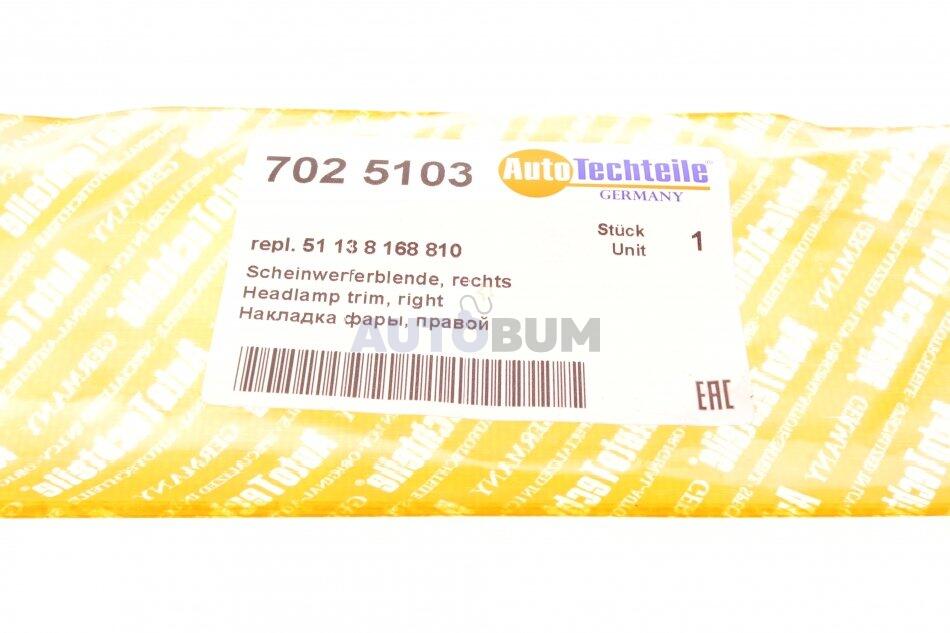 702 5103
AutoTechteile
GERMANY
repl. 51 13 8 168 810
Stück
Unit
1
Scheinwerferblende, rechts
Headlamp trim, right
Накладка фары, правой
AUTOBUM
EAC